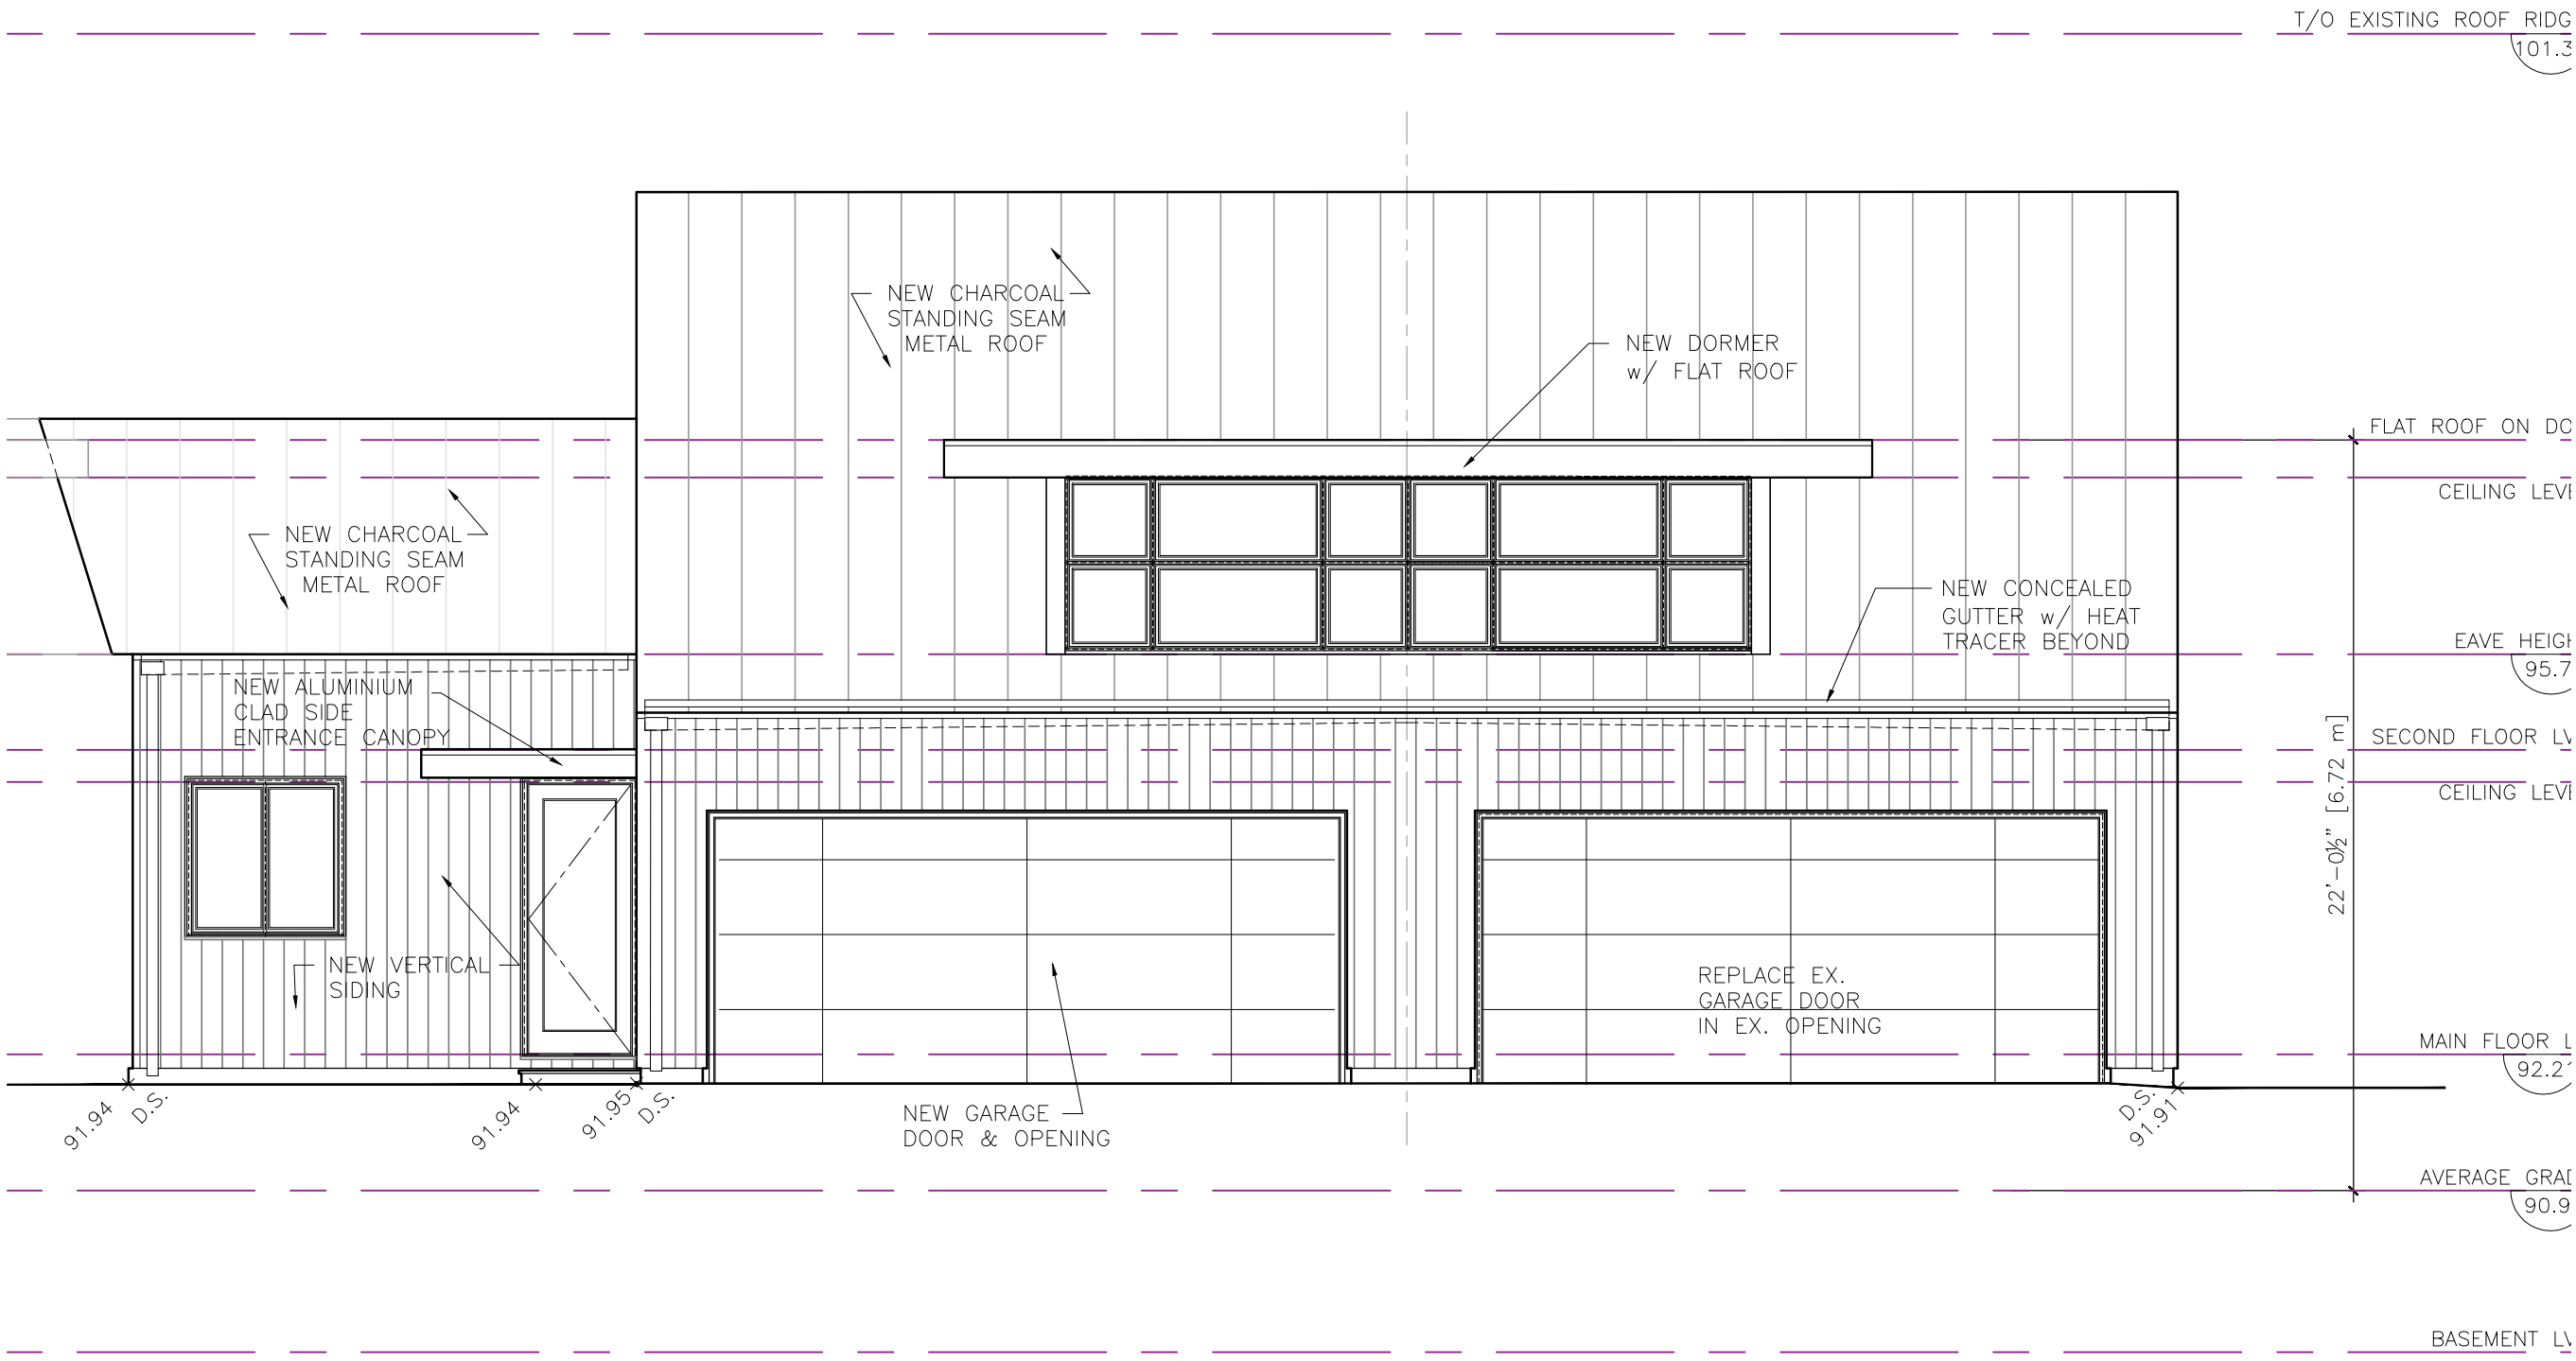 T/O EXISTING ROOF RIDG
101.3
NEW CHARCOAL
STANDING SEAM
METAL ROOF
NEW DORMER
w/ FLAT ROOF
FLAT ROOF ON DO
CEILING LEVE
NEW CHARCOAL
STANDING SEAM
METAL ROOF
NEW CONCEALED
GUTTER w/ HEAT
TRACER BEYOND
EAVE HEIGH
95.7
NEW ALUMINIUM
CLAD SIDE
ENTRANCE CANOPY
SECOND FLOOR LV
CEILING LEVE
22'-0½" [6.72 m]
NEW VERTICAL
SIDING
REPLACE EX.
GARAGE DOOR
IN EX. OPENING
MAIN FLOOR L
92.21
91.94
D.S.
91.94
91.95
D.S.
NEW GARAGE
DOOR & OPENING
D.S.
91.91
AVERAGE GRAD
90.9
BASEMENT LV